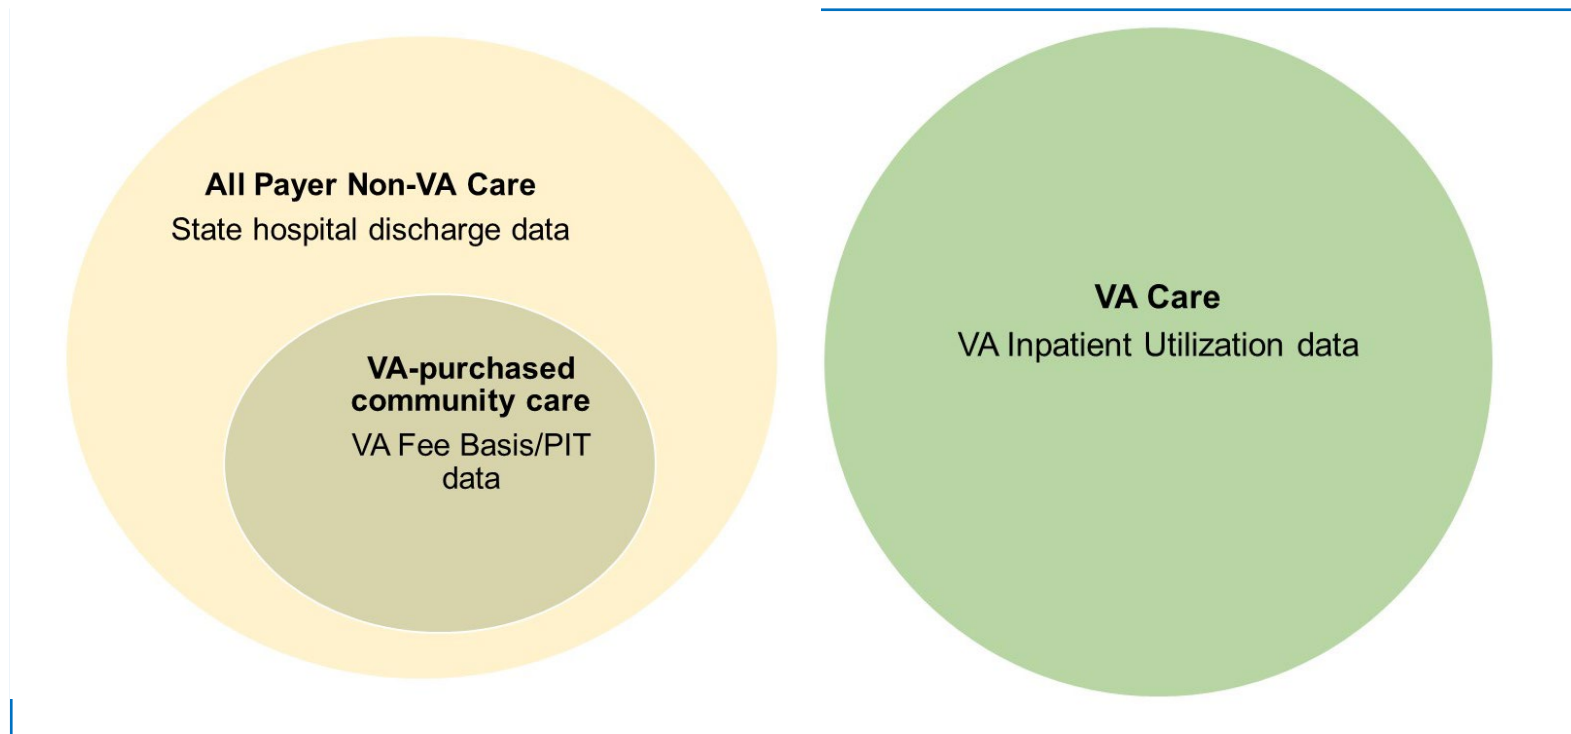 All Payer Non-VA Care
State hospital discharge data
VA-purchased
community care
VA Fee Basis/PIT
data
VA Care
VA Inpatient Utilization data